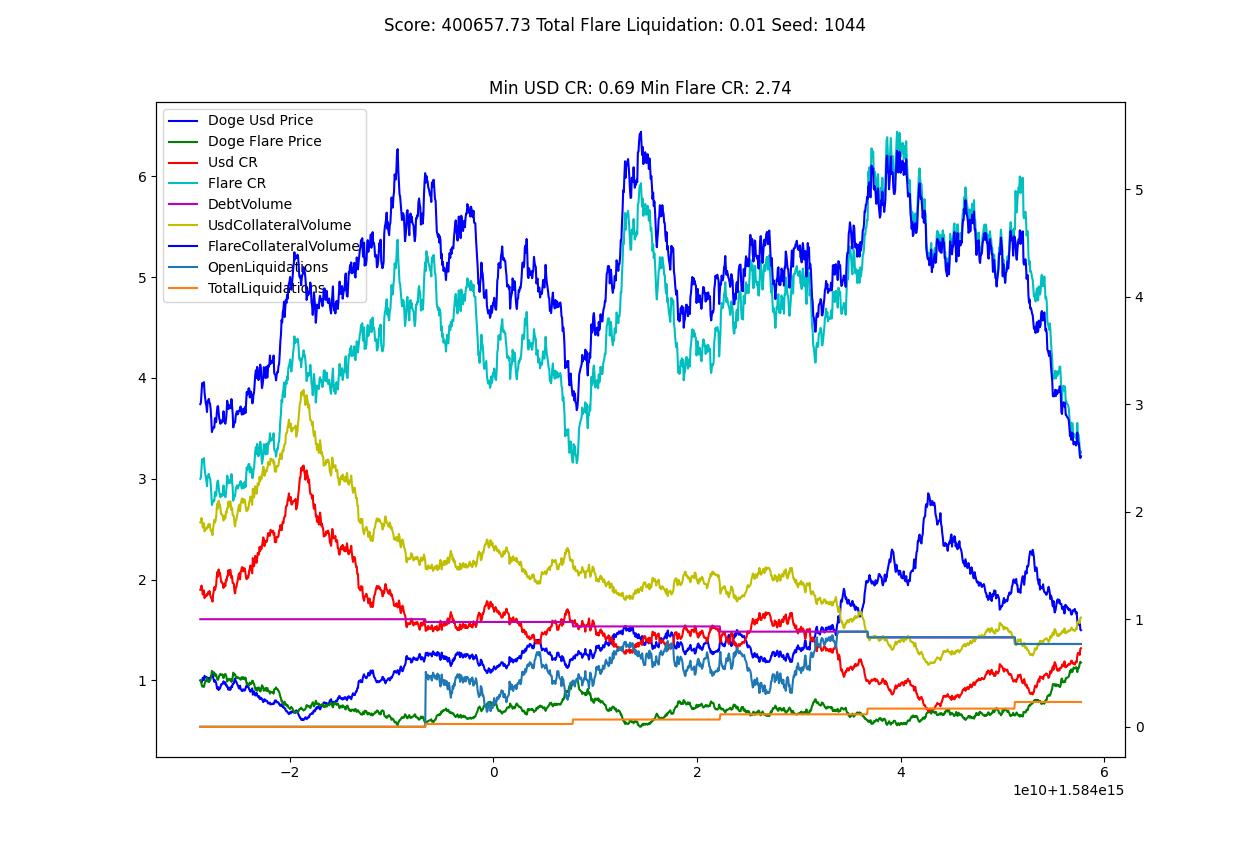 Score: 400657.73 Total Flare Liquidation: 0.01 Seed: 1044
Min USD CR: 0.69 Min Flare CR: 2.74
Doge Usd Price
Doge Flare Price
Usd CR
Flare CR
DebtVolume
UsdCollateralVolume
FlareCollateralVolume
OpenLiquidations
TotalLiquidations
6
5
4
3
2
1
5
4
3
2
1
0
−2
0
2
4
6
1e10+1.584e15